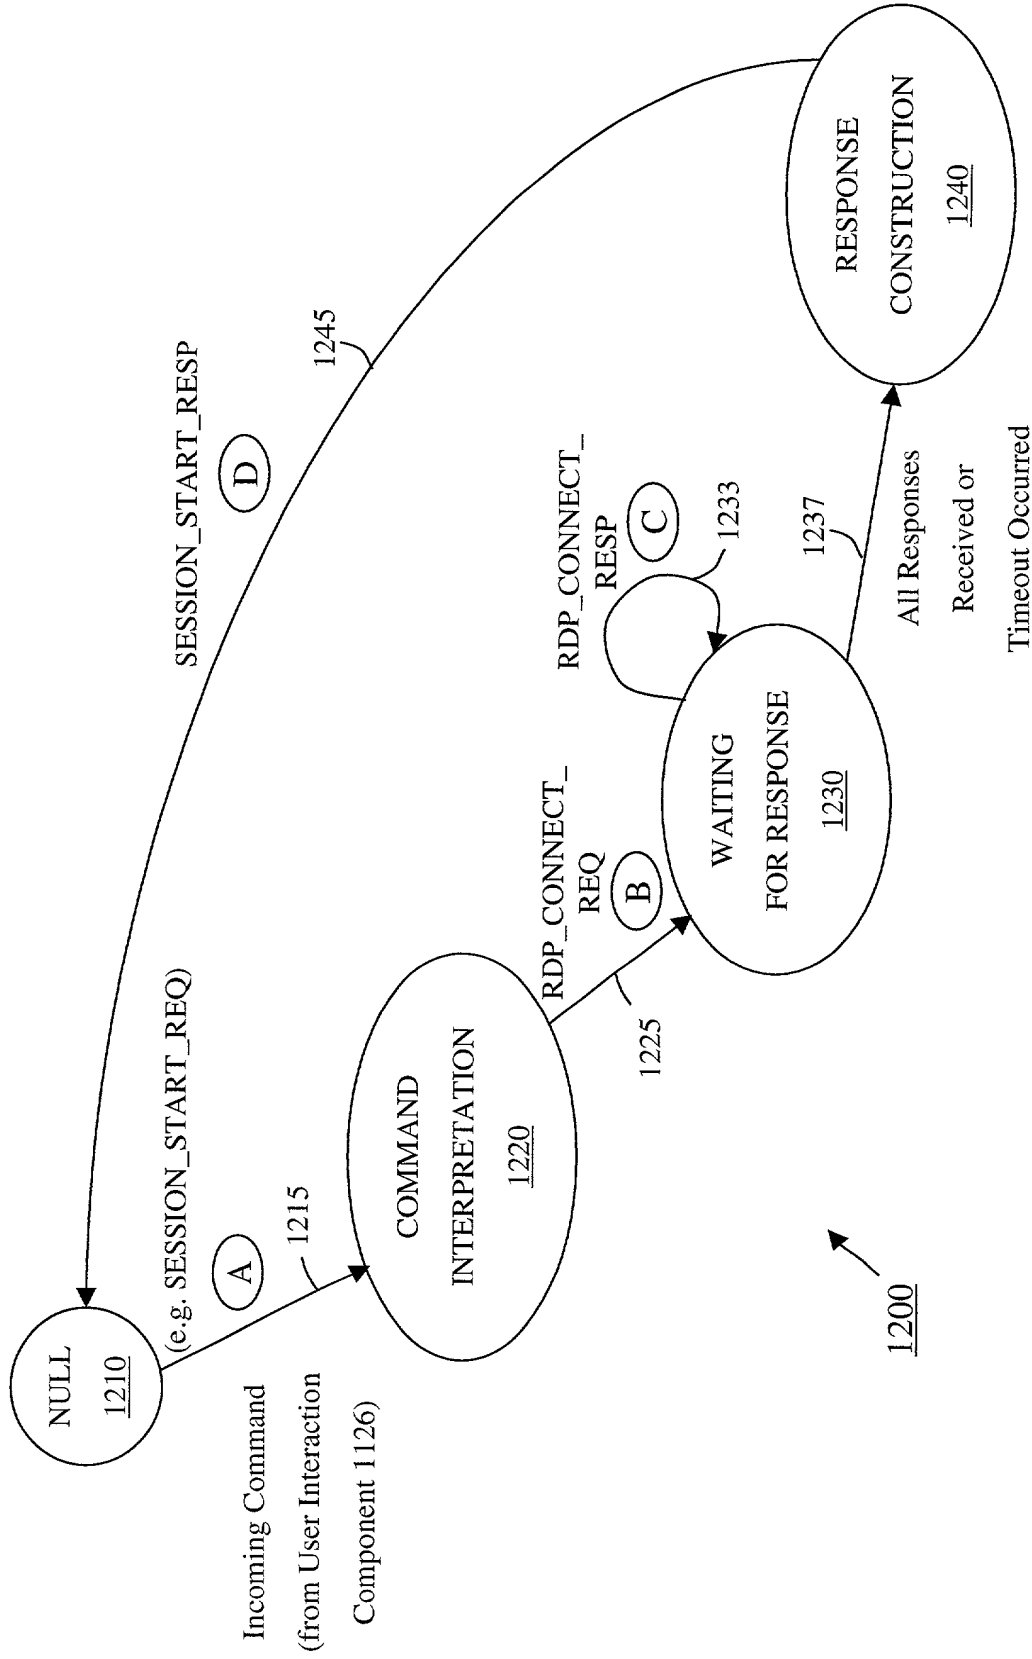 NULL
1210
(e.g. SESSION_START_REQ)
A
1215
Incoming Command
(from User Interaction
Component 1126)
COMMAND
INTERPRETATION
1220
RDP_CONNECT_
REQ
B
1225
WAITING
FOR RESPONSE
1230
RDP_CONNECT_
RESP
C
1233
1237
All Responses
Received or
Timeout Occurred
RESPONSE
CONSTRUCTION
1240
SESSION_START_RESP
D
1245
1200